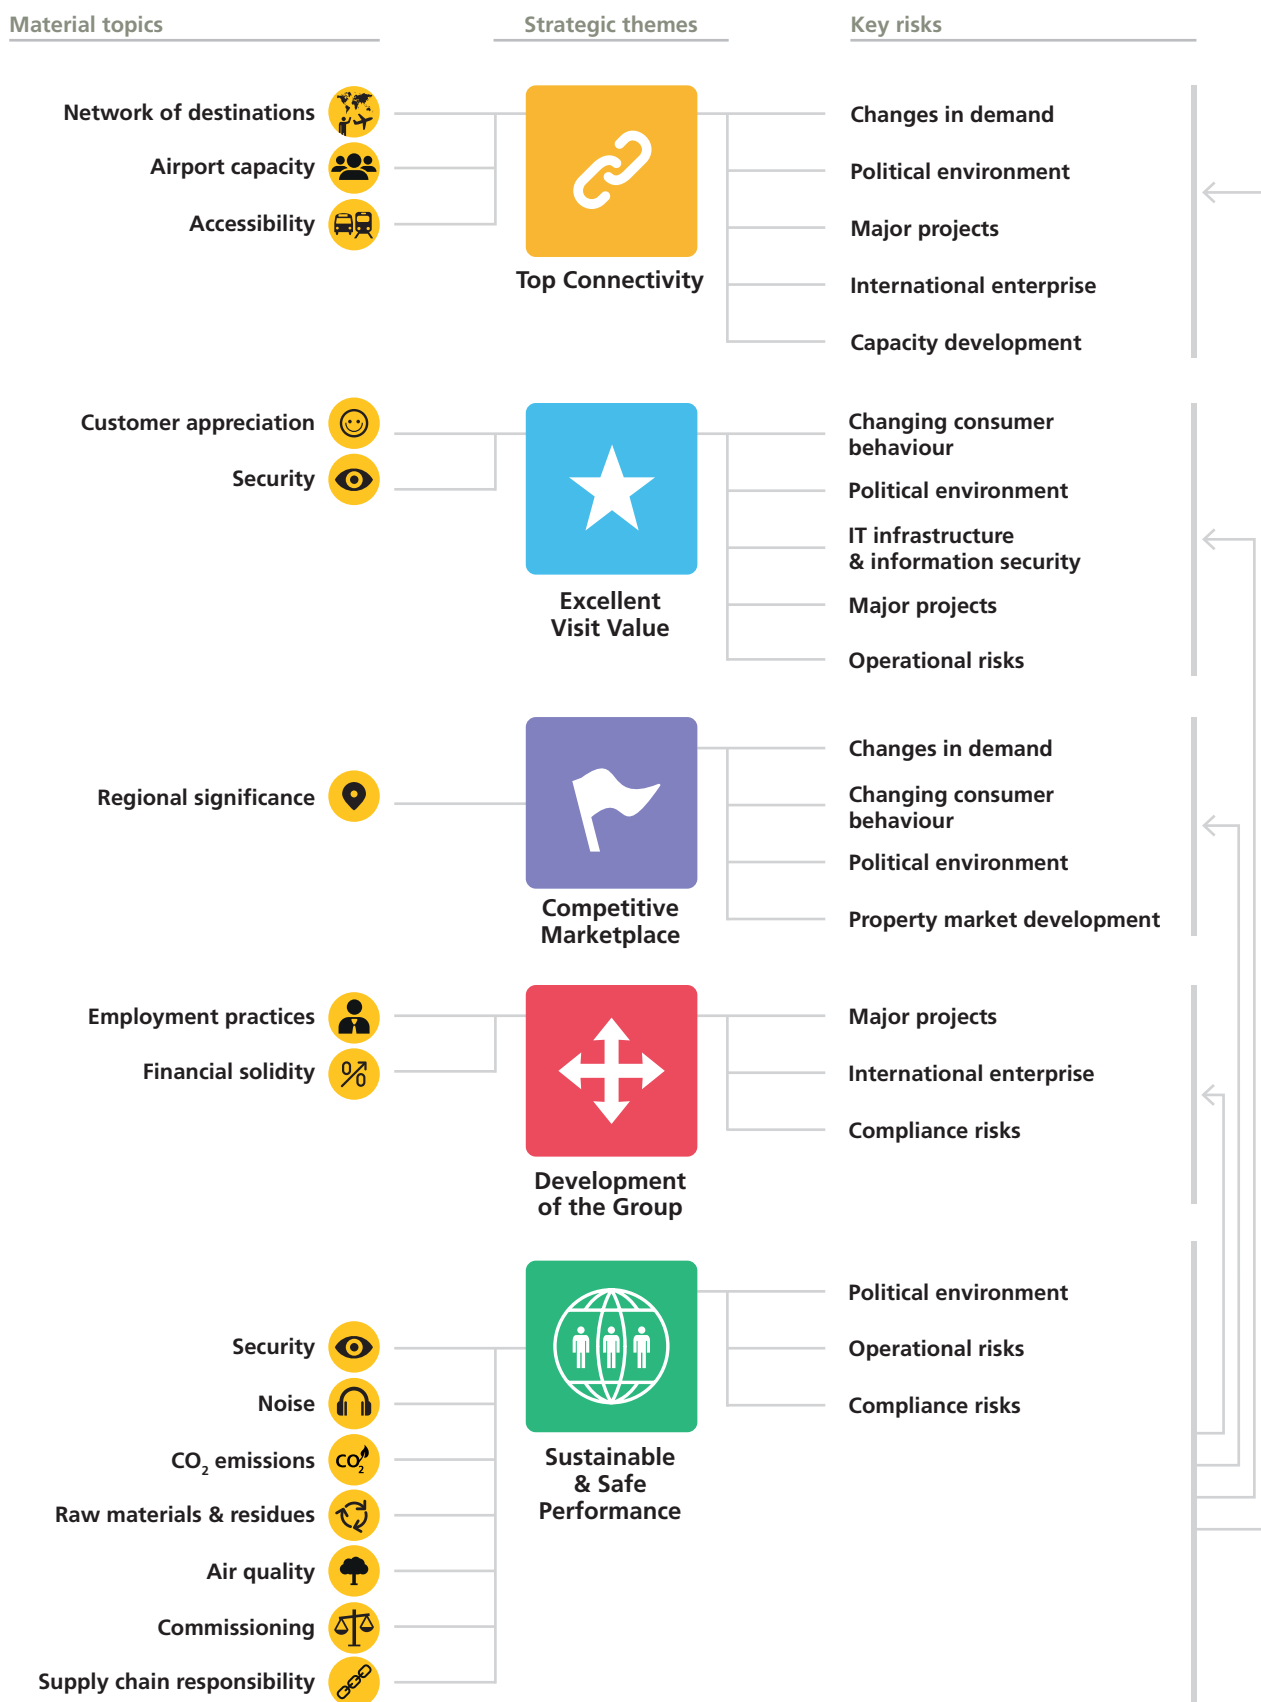 Material topics
Strategic themes
Key risks
Network of destinations
Airport capacity
Accessibility
Top Connectivity
Changes in demand
Political environment
Major projects
International enterprise
Capacity development
Customer appreciation
Security
Excellent
Visit Value
Changing consumer
behaviour
Political environment
IT infrastructure
& information security
Major projects
Operational risks
Regional significance
Competitive
Marketplace
Changes in demand
Changing consumer
behaviour
Political environment
Property market development
Employment practices
Financial solidity
Development
of the Group
Major projects
International enterprise
Compliance risks
Security
Noise
CO₂ emissions
CO₂
Raw materials & residues
Air quality
Commissioning
Supply chain responsibility
Sustainable
& Safe
Performance
Political environment
Operational risks
Compliance risks